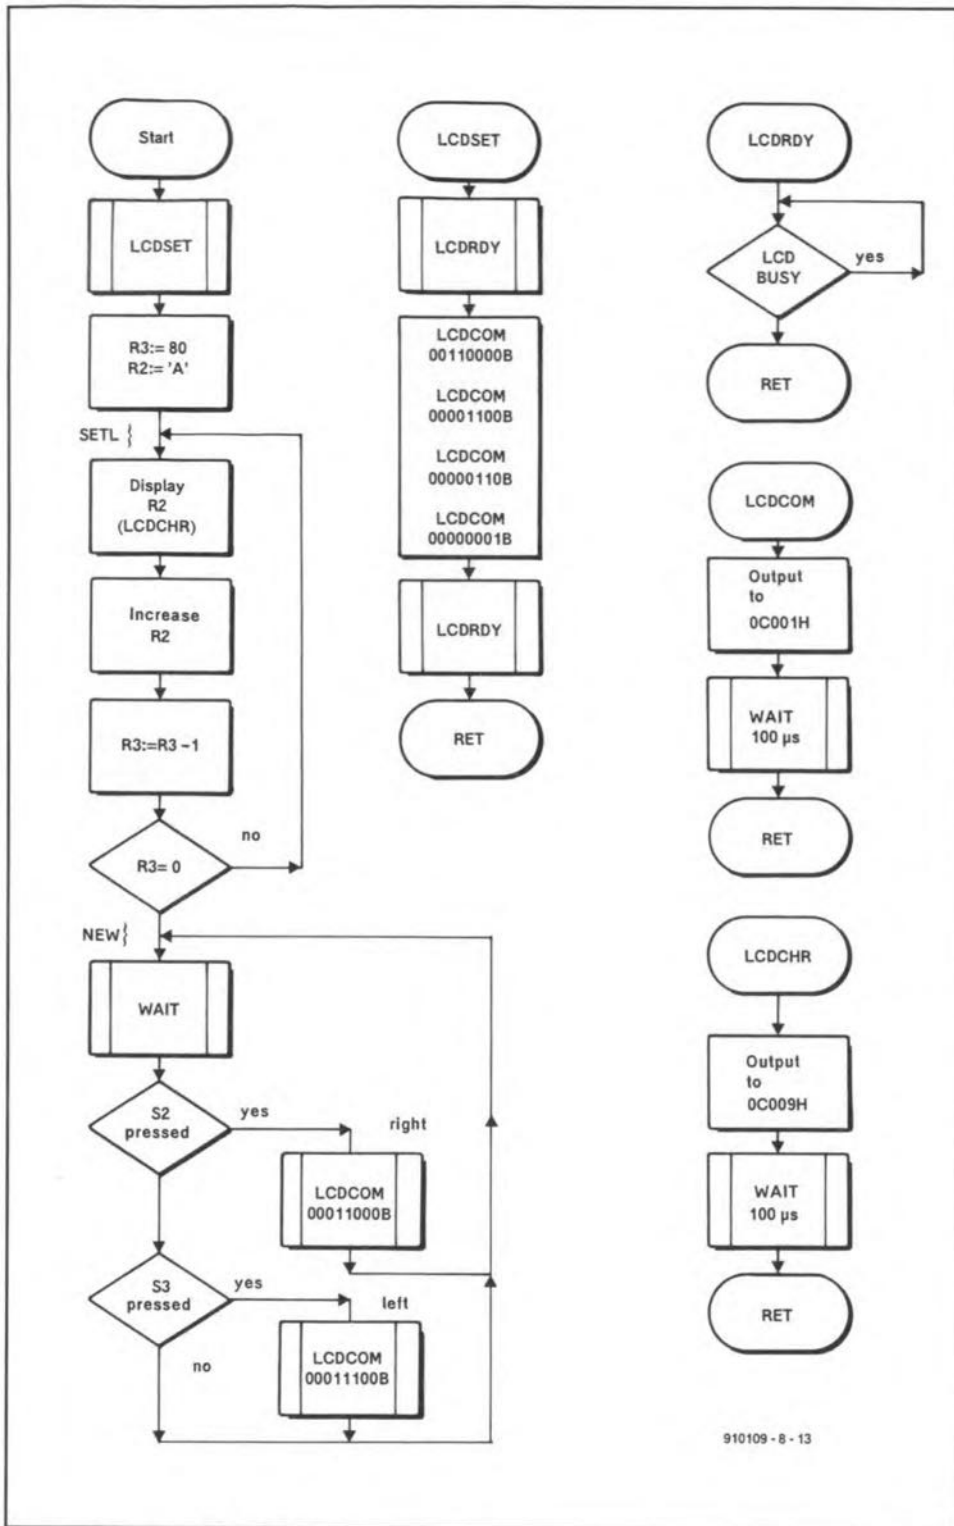 Start
LCDSET
R3:= 80
R2:= 'A'
SETL }
Display
R2
(LCDCHR)
Increase
R2
R3:=R3 -1
R3= 0
no
NEW}
WAIT
S2
pressed
yes
right
LCDCOM
00011000B
S3
pressed
yes
left
LCDCOM
00011100B
no
LCDSET
LCDRDY
LCDCOM
00110000B
LCDCOM
00001100B
LCDCOM
00000110B
LCDCOM
00000001B
LCDRDY
RET
LCDRDY
LCD
BUSY
yes
RET
LCDCOM
Output
to
0C001H
WAIT
100 µs
RET
LCDCHR
Output
to
0C009H
WAIT
100 µs
RET
910109 - 8 - 13